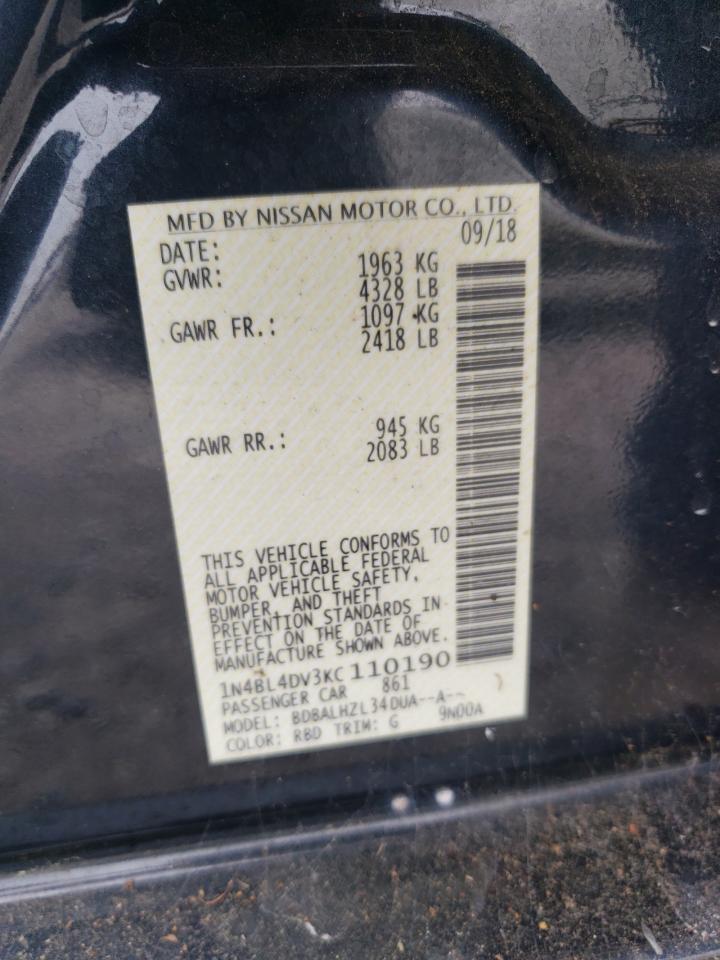 MFD BY NISSAN MOTOR CO., LTD.
DATE: 09/18
GVWR: 1963 KG
4328 LB
GAWR FR.: 1097 KG
2418 LB
GAWR RR.: 945 KG
2083 LB
THIS VEHICLE CONFORMS TO
ALL APPLICABLE FEDERAL
MOTOR VEHICLE SAFETY,
BUMPER, AND THEFT
PREVENTION STANDARDS IN
EFFECT ON THE DATE OF
MANUFACTURE SHOWN ABOVE.
1N4BL4DV3KC110190
PASSENGER CAR 861
MODEL: BDBALHZL34DUA--A--
COLOR: RBD TRIM: G 9N00A